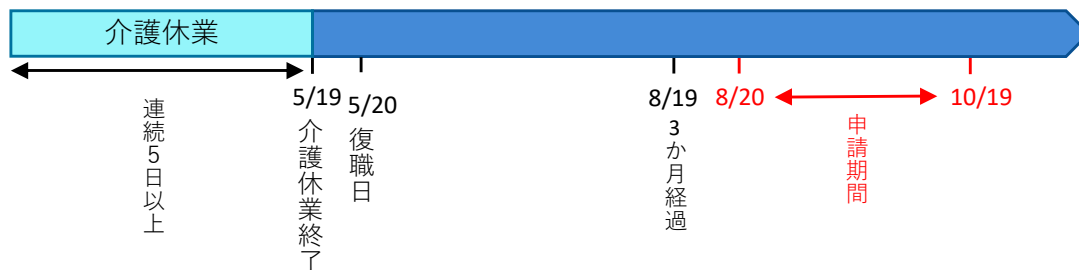 介護休業
5/19
5/20
8/19
8/20
10/19
連続5日以上
介護休業終了
復職日
3か月経過
申請期間